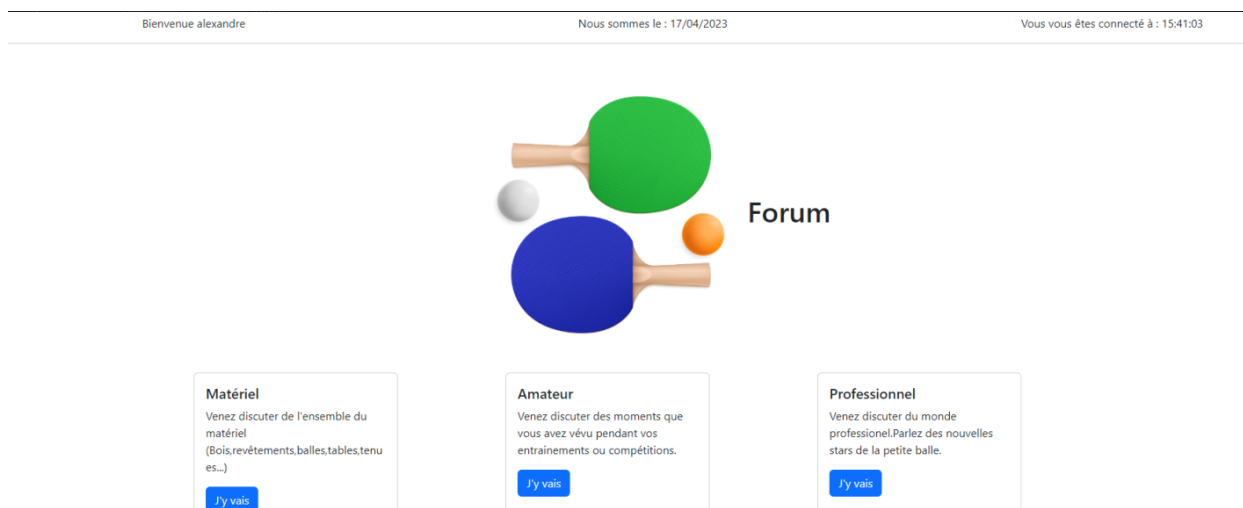 Bienvenue alexandre
Nous sommes le : 17/04/2023
Vous vous êtes connecté à : 15:41:03
Forum
Matériel
Venez discuter de l'ensemble du
matériel
(Bois,revêtements,balles,tables,tenu
es...)
J'y vais
Amateur
Venez discuter des moments que
vous avez vévu pendant vos
entrainements ou compétitions.
J'y vais
Professionnel
Venez discuter du monde
professionel.Parlez des nouvelles
stars de la petite balle.
J'y vais